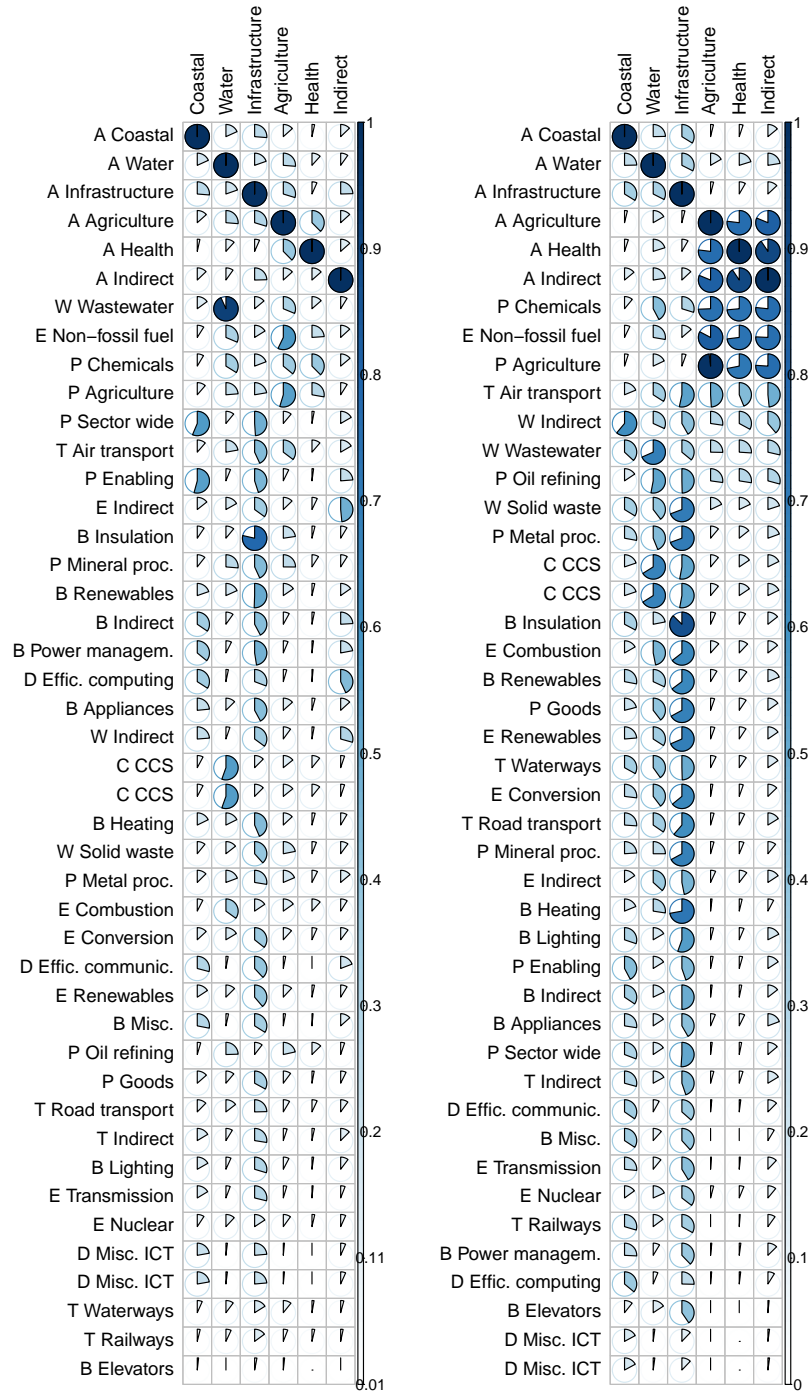 Coastal
Water
Infrastructure
Agriculture
Health
Indirect
A Coastal
A Water
A Infrastructure
A Agriculture
A Health
A Indirect
W Wastewater
E Non−fossil fuel
P Chemicals
P Agriculture
P Sector wide
T Air transport
P Enabling
E Indirect
B Insulation
P Mineral proc.
B Renewables
B Indirect
B Power managem.
D Effic. computing
B Appliances
W Indirect
C CCS
C CCS
B Heating
W Solid waste
P Metal proc.
E Combustion
E Conversion
D Effic. communic.
E Renewables
B Misc.
P Oil refining
P Goods
T Road transport
T Indirect
B Lighting
E Transmission
E Nuclear
D Misc. ICT
D Misc. ICT
T Waterways
T Railways
B Elevators
1
0.9
0.8
0.7
0.6
0.5
0.4
0.3
0.2
0.11
0.01
Coastal
Water
Infrastructure
Agriculture
Health
Indirect
A Coastal
A Water
A Infrastructure
A Agriculture
A Health
A Indirect
P Chemicals
E Non−fossil fuel
P Agriculture
T Air transport
W Indirect
W Wastewater
P Oil refining
W Solid waste
P Metal proc.
C CCS
C CCS
B Insulation
E Combustion
B Renewables
P Goods
E Renewables
T Waterways
E Conversion
T Road transport
P Mineral proc.
E Indirect
B Heating
B Lighting
P Enabling
B Indirect
B Appliances
P Sector wide
T Indirect
D Effic. communic.
B Misc.
E Transmission
E Nuclear
T Railways
B Power managem.
D Effic. computing
B Elevators
D Misc. ICT
D Misc. ICT
1
0.9
0.8
0.7
0.6
0.5
0.4
0.3
0.2
0.1
0